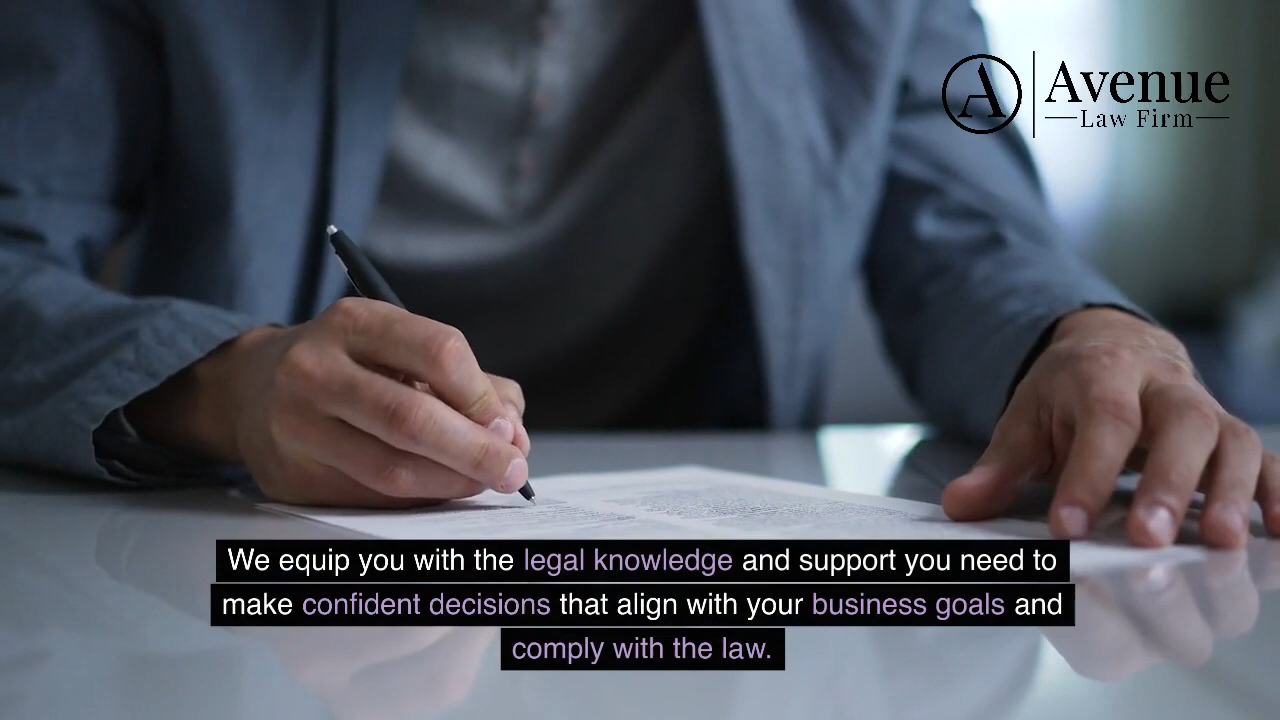 A
Avenue
Law Firm
We equip you with the legal knowledge and support you need to
make confident decisions that align with your business goals and
comply with the law.